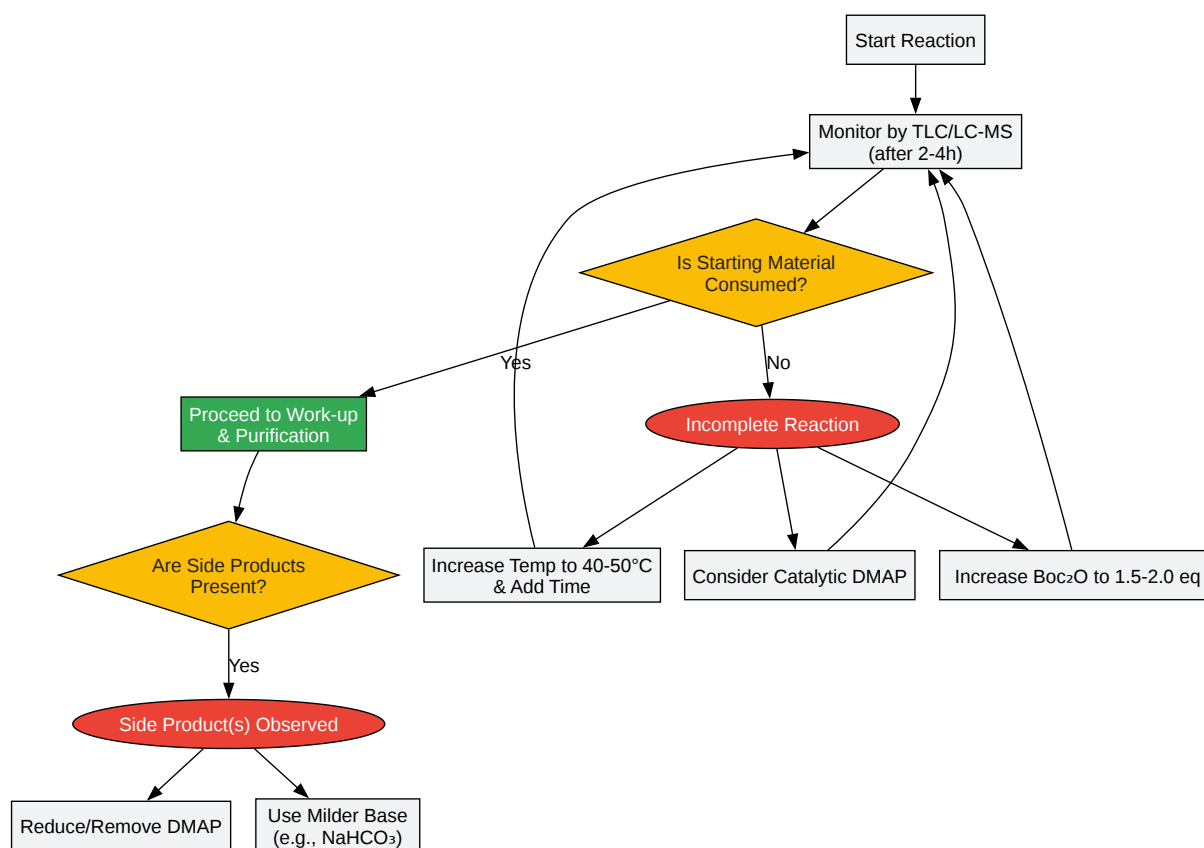 Start Reaction
Monitor by TLC/LC-MS
(after 2-4h)
Is Starting Material
Consumed?
Yes
No
Proceed to Work-up
& Purification
Incomplete Reaction
Are Side Products
Present?
Increase Temp to 40-50°C
& Add Time
Consider Catalytic DMAP
Increase Boc₂O to 1.5-2.0 eq
Yes
Side Product(s) Observed
Reduce/Remove DMAP
Use Milder Base
(e.g., NaHCO₃)